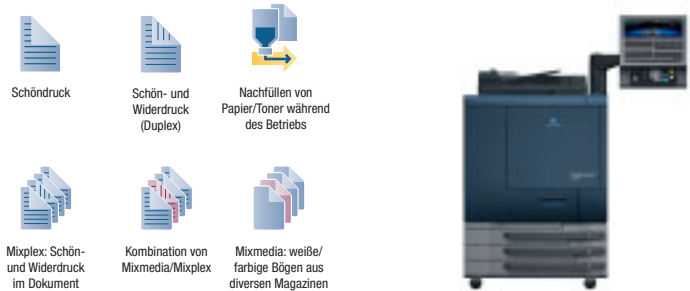 Schöndruck
Schön- und
Widerdruck
(Duplex)
Nachfüllen von
Papier/Toner während
des Betriebs
Mixplex: Schön-
und Widerdruck
im Dokument
Kombination von
Mixmedia/Mixplex
Mixmedia: weiße/
farbige Bögen aus
diversen Magazinen